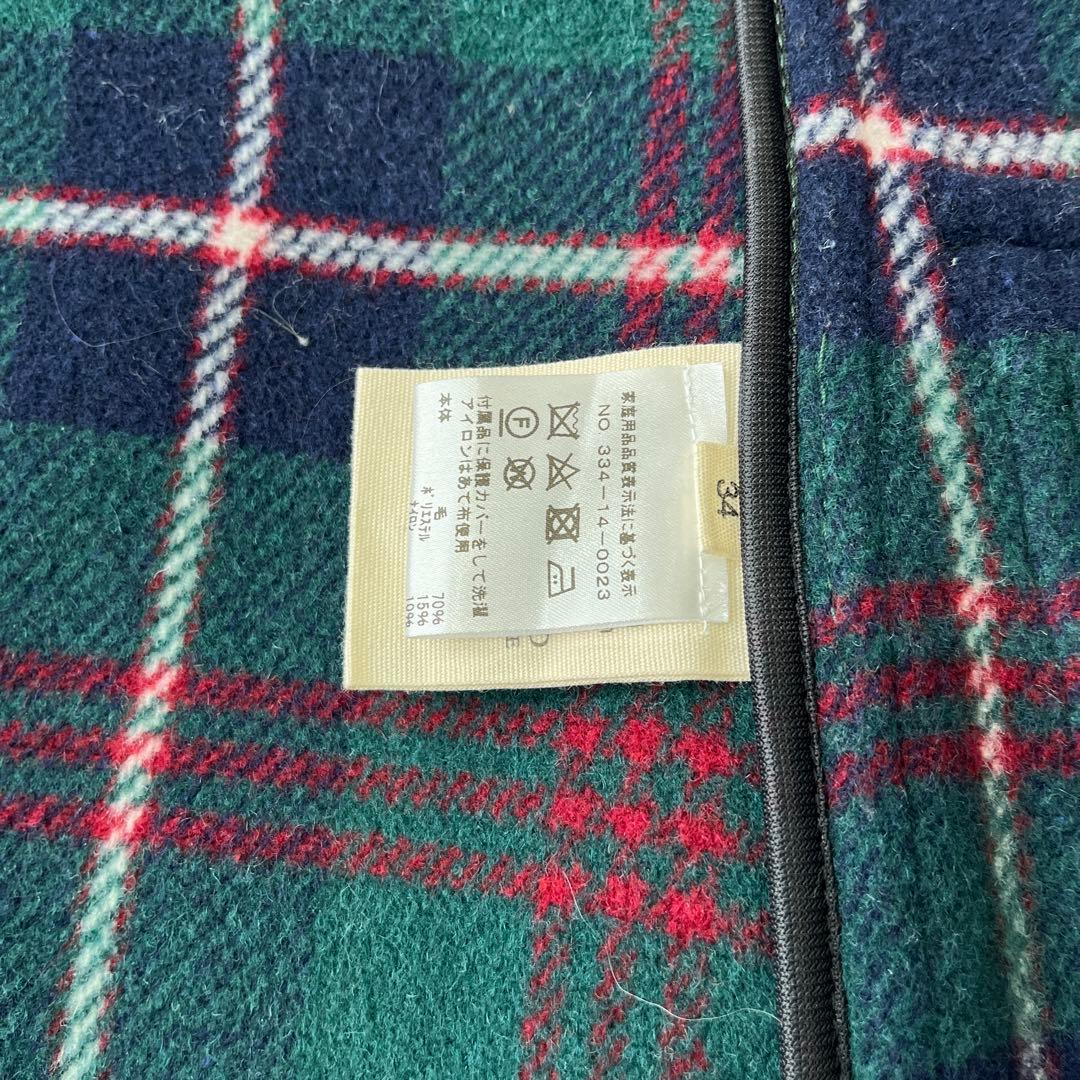 34
家庭用品品質表示法に基づく表示
NO 334-14-0023
F
付属品に保護カバーをして洗濯
アイロンはあて布使用
本体
毛 70%
ポリエステル 15%
ナイロン 10%
E